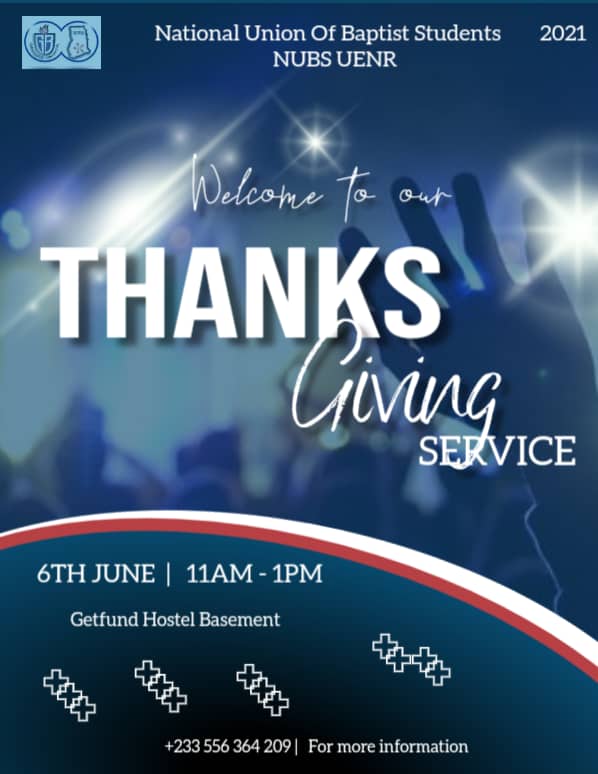 National Union Of Baptist Students 2021
NUBS UENR
Welcome to our
THANKS
Giving
SERVICE
6TH JUNE | 11AM - 1PM
Getfund Hostel Basement
+233 556 364 209 | For more information